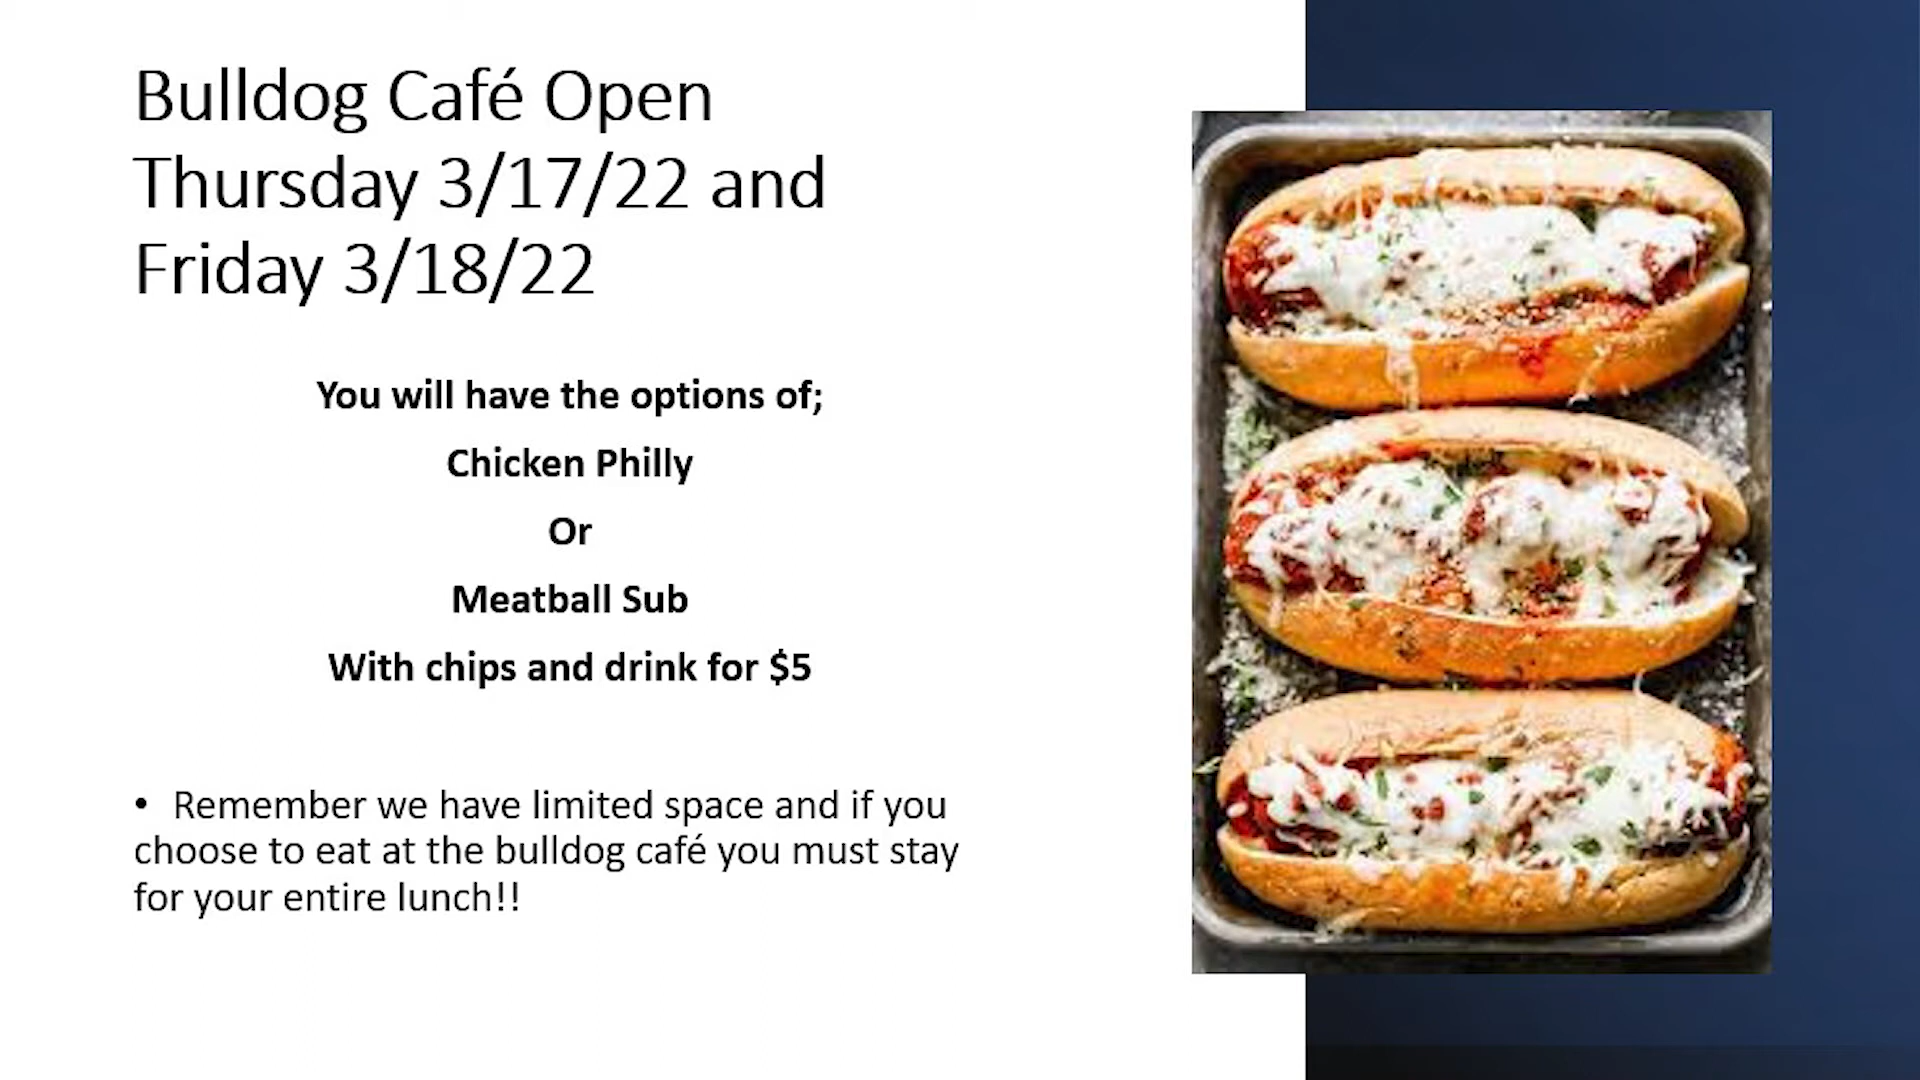 Bulldog Café Open
Thursday 3/17/22 and
Friday 3/18/22
You will have the options of;
Chicken Philly
Or
Meatball Sub
With chips and drink for $5
• Remember we have limited space and if you
choose to eat at the bulldog café you must stay
for your entire lunch!!